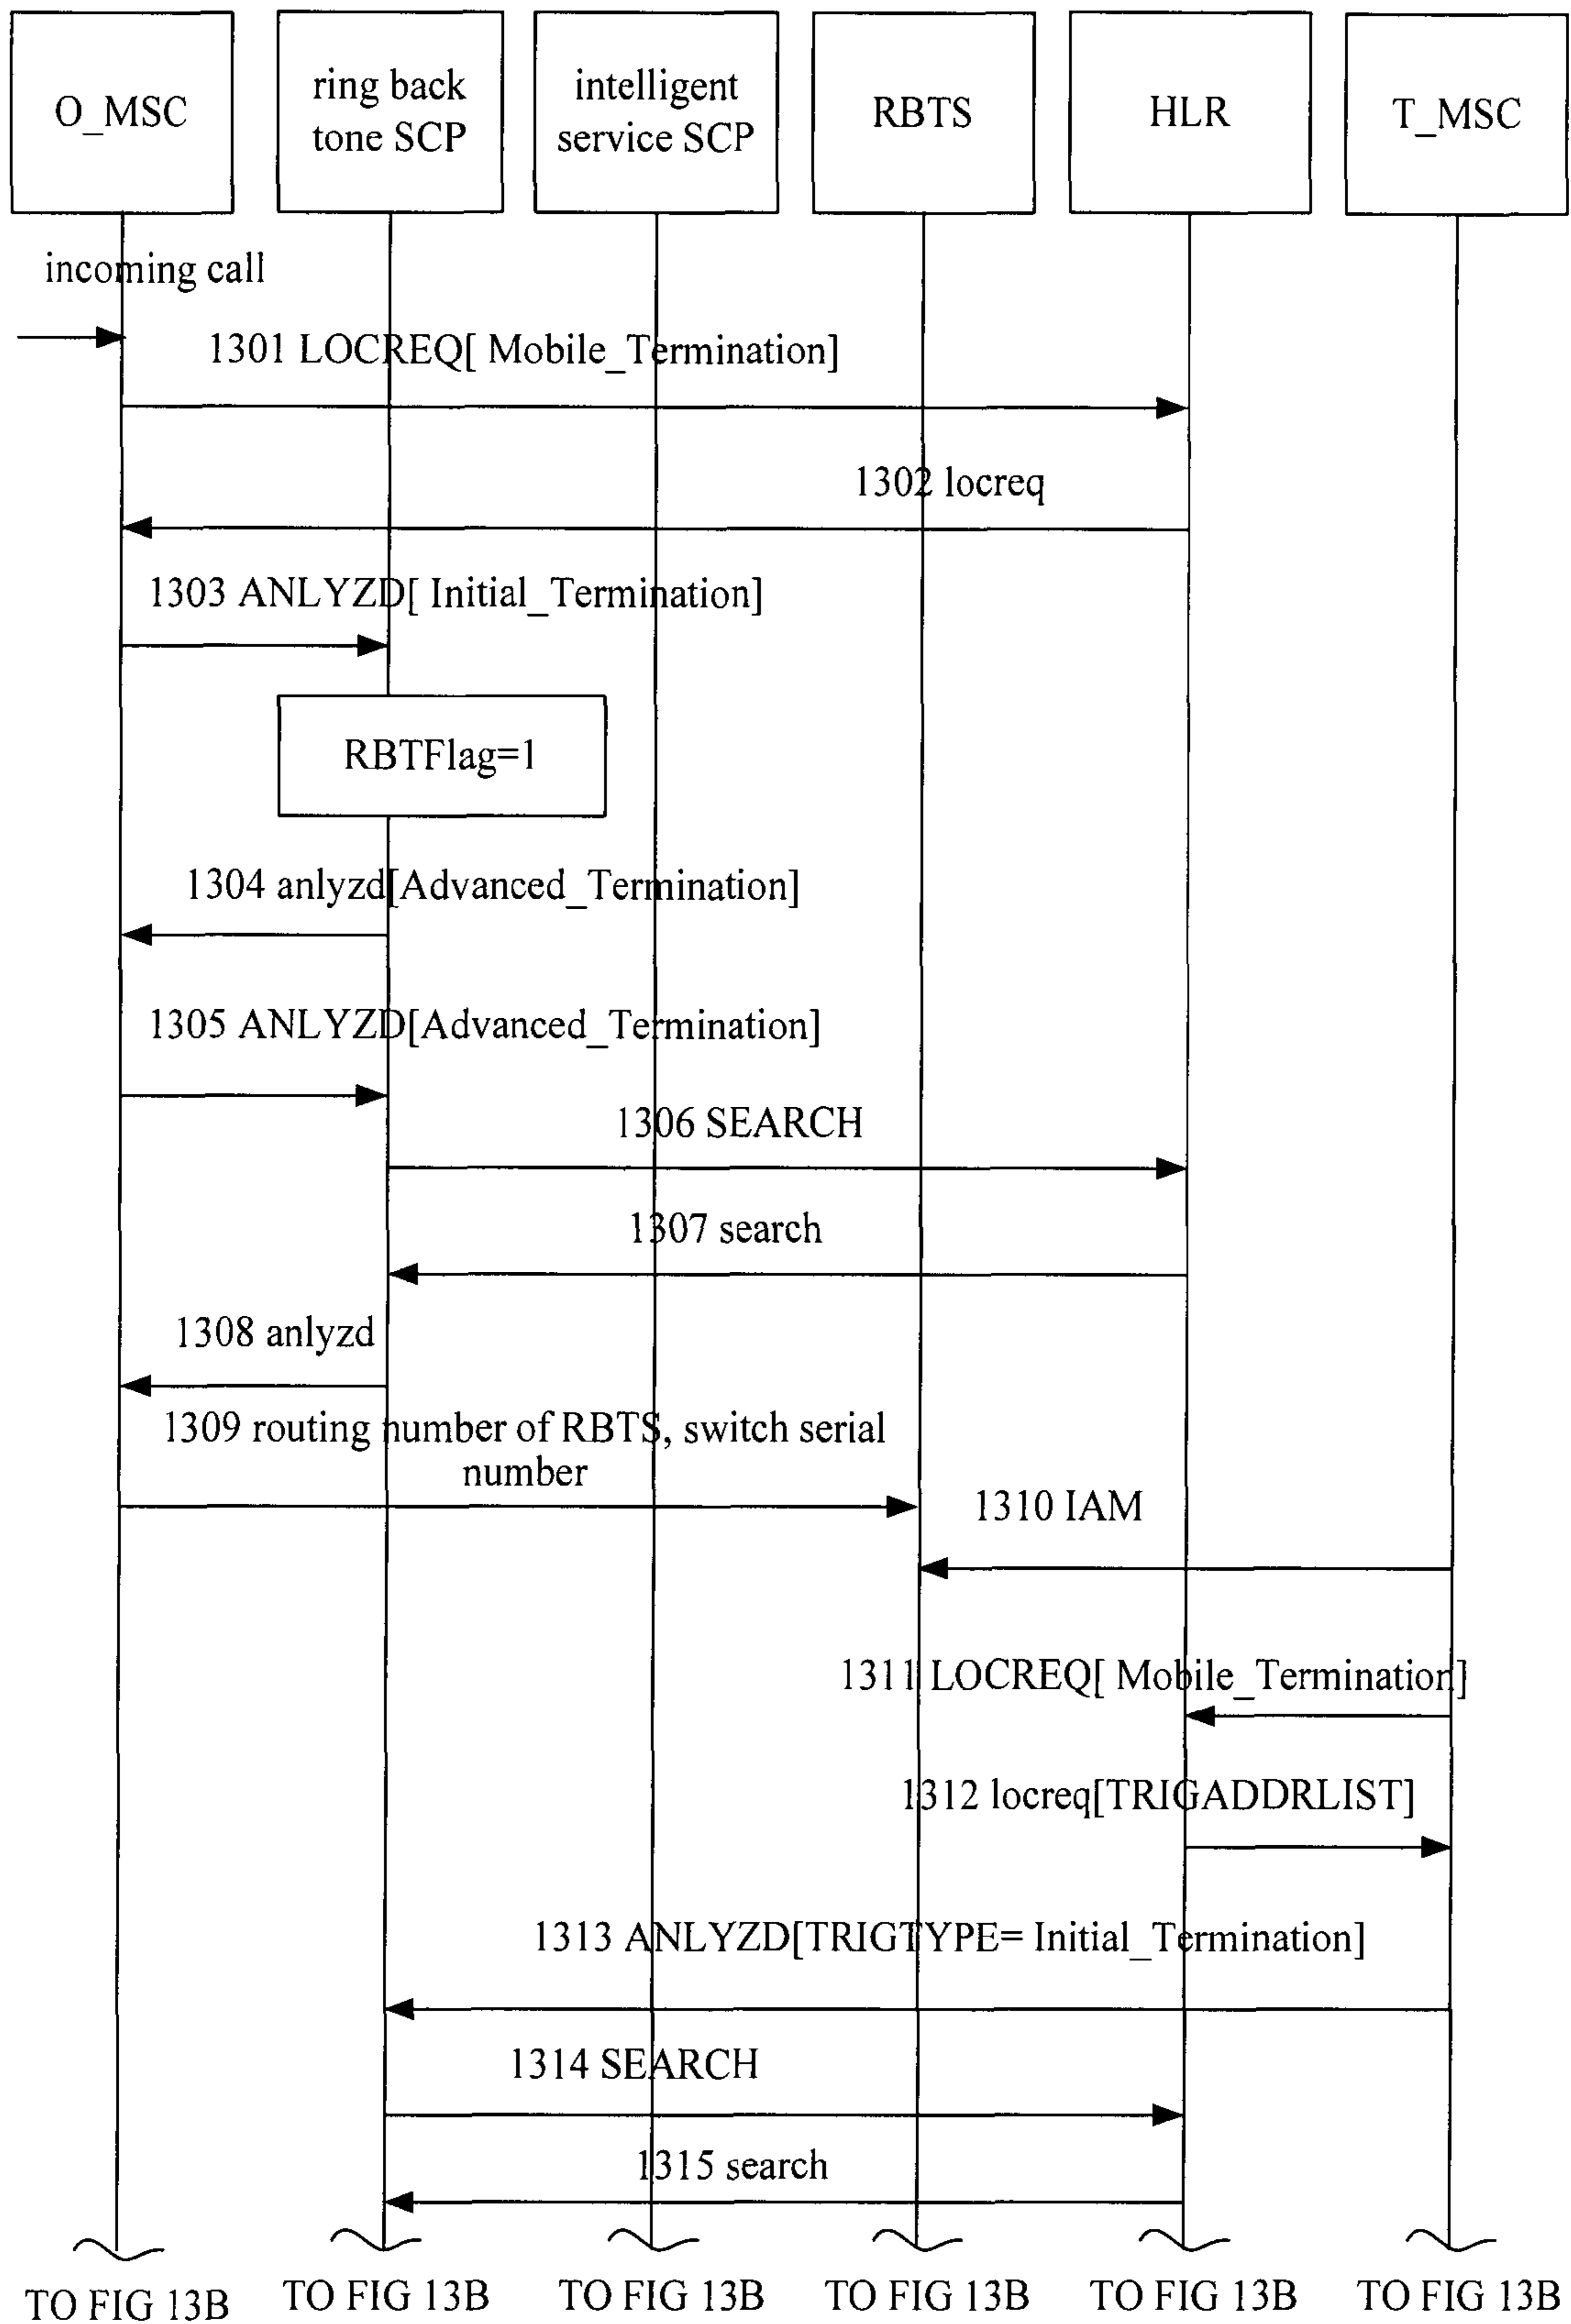 O_MSC
ring back
tone SCP
intelligent
service SCP
RBTS
HLR
T_MSC
incoming call
1301 LOCREQ[ Mobile_Termination]
1302 locreq
1303 ANLYZD[ Initial_Termination]
RBTFlag=1
1304 anlyzd[Advanced_Termination]
1305 ANLYZD[Advanced_Termination]
1306 SEARCH
1307 search
1308 anlyzd
1309 routing number of RBTS, switch serial
number
1310 IAM
1311 LOCREQ[ Mobile_Termination]
1312 locreq[TRIGADDRLIST]
1313 ANLYZD[TRIGTYPE= Initial_Termination]
1314 SEARCH
1315 search
TO FIG 13B
TO FIG 13B
TO FIG 13B
TO FIG 13B
TO FIG 13B
TO FIG 13B